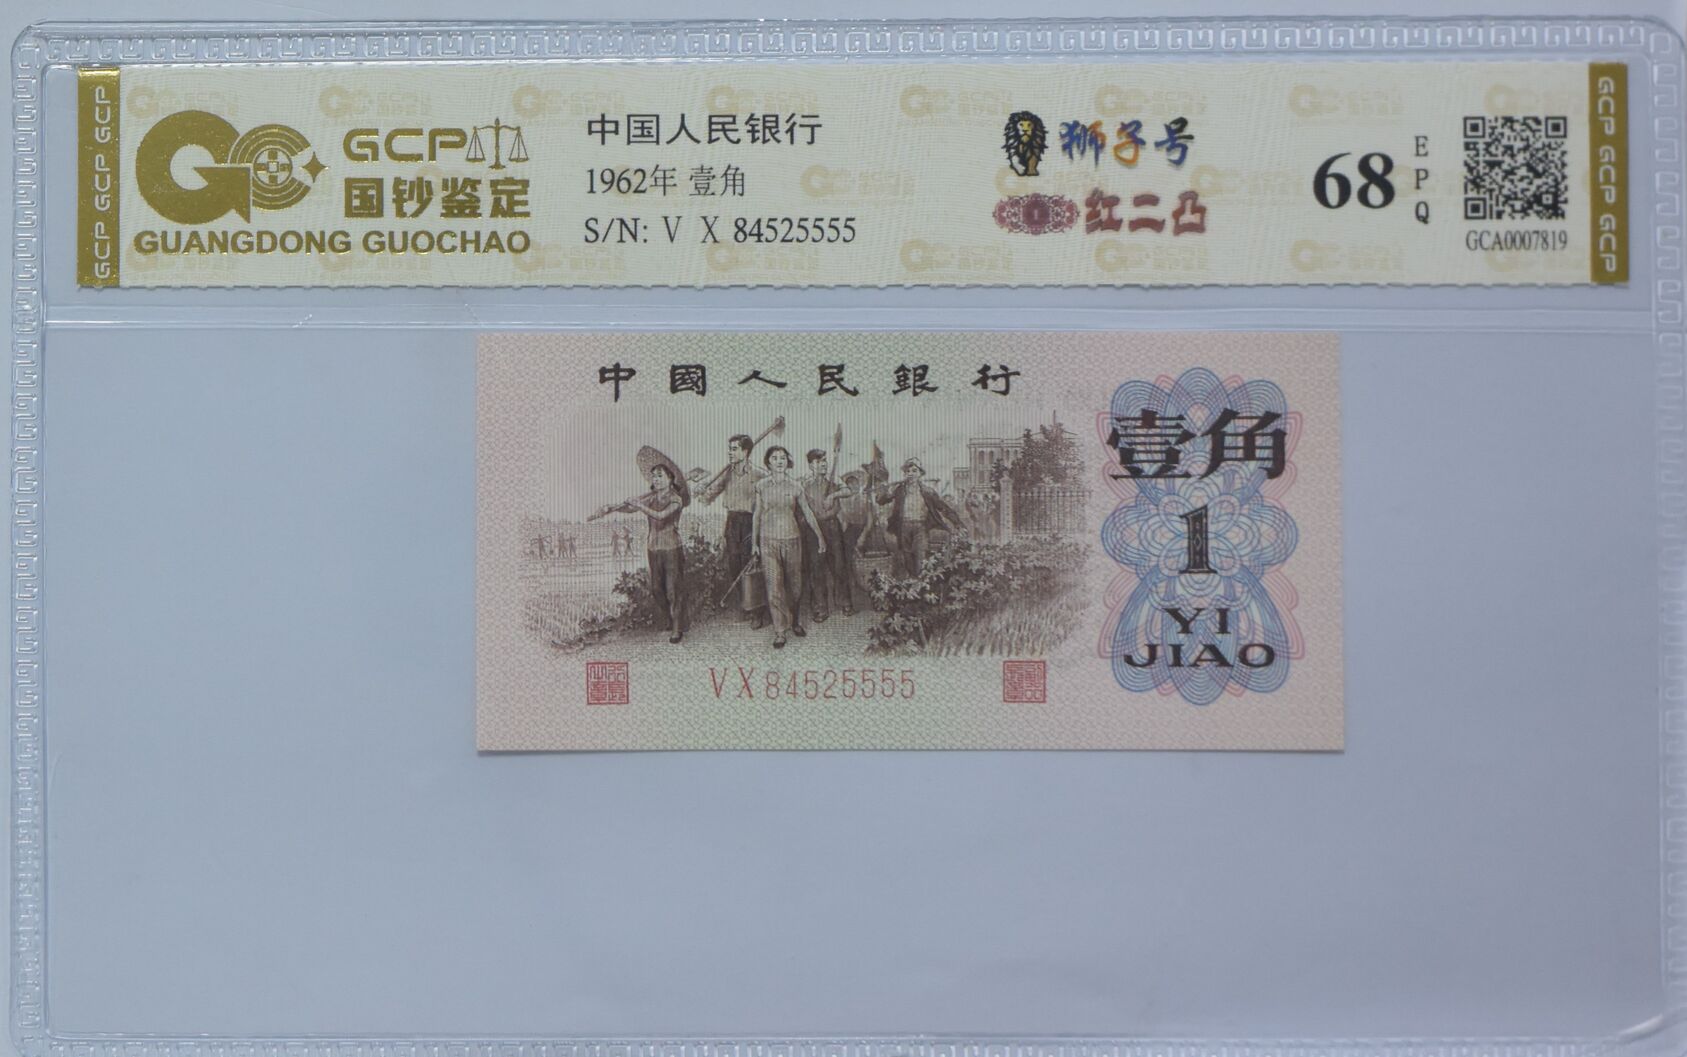 GCP GCP GCP
GCP
国钞鉴定
GUANGDONG GUOCHAO
中国人民银行
1962年 壹角
S/N: V X 84525555
狮子号
红二凸
68
EPQ
GCA0007819
GCP GCP GCP
中國人民銀行
壹角
1
YI
JIAO
VX84525555